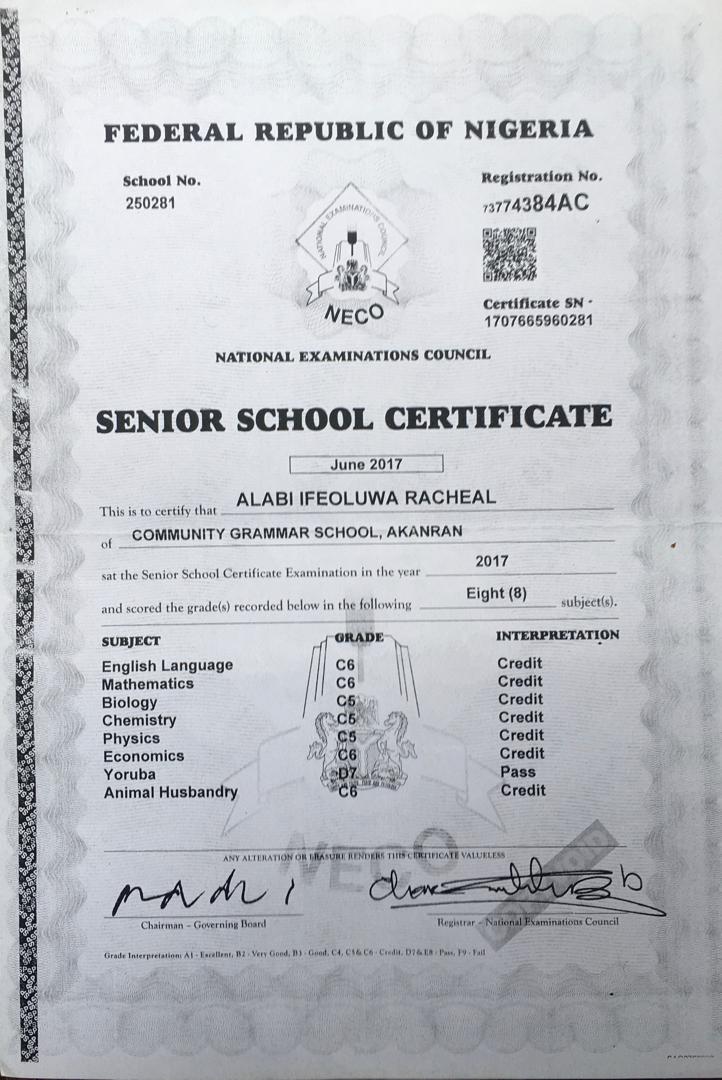 FEDERAL REPUBLIC OF NIGERIA
School No.
250281
Registration No.
73774384AC
NATIONAL EXAMINATIONS COUNCIL
NECO
Certificate SN -
1707665960281
NATIONAL EXAMINATIONS COUNCIL
SENIOR SCHOOL CERTIFICATE
June 2017
This is to certify that ALABI IFEOLUWA RACHEAL
of COMMUNITY GRAMMAR SCHOOL, AKANRAN
sat the Senior School Certificate Examination in the year 2017
and scored the grade(s) recorded below in the following Eight (8) subject(s).
SUBJECT GRADE INTERPRETATION
English Language C6 Credit
Mathematics C6 Credit
Biology C5 Credit
Chemistry C5 Credit
Physics C5 Credit
Economics C6 Credit
Yoruba D7 Pass
Animal Husbandry C6 Credit
NECO
ANY ALTERATION OR ERASURE RENDERS THIS CERTIFICATE VALUELESS
Chairman - Governing Board
Registrar - National Examinations Council
Grade Interpretation: A1 - Excellent, B2 - Very Good, B3 - Good, C4, C5 & C6 - Credit, D7 & E8 - Pass, F9 - Fail